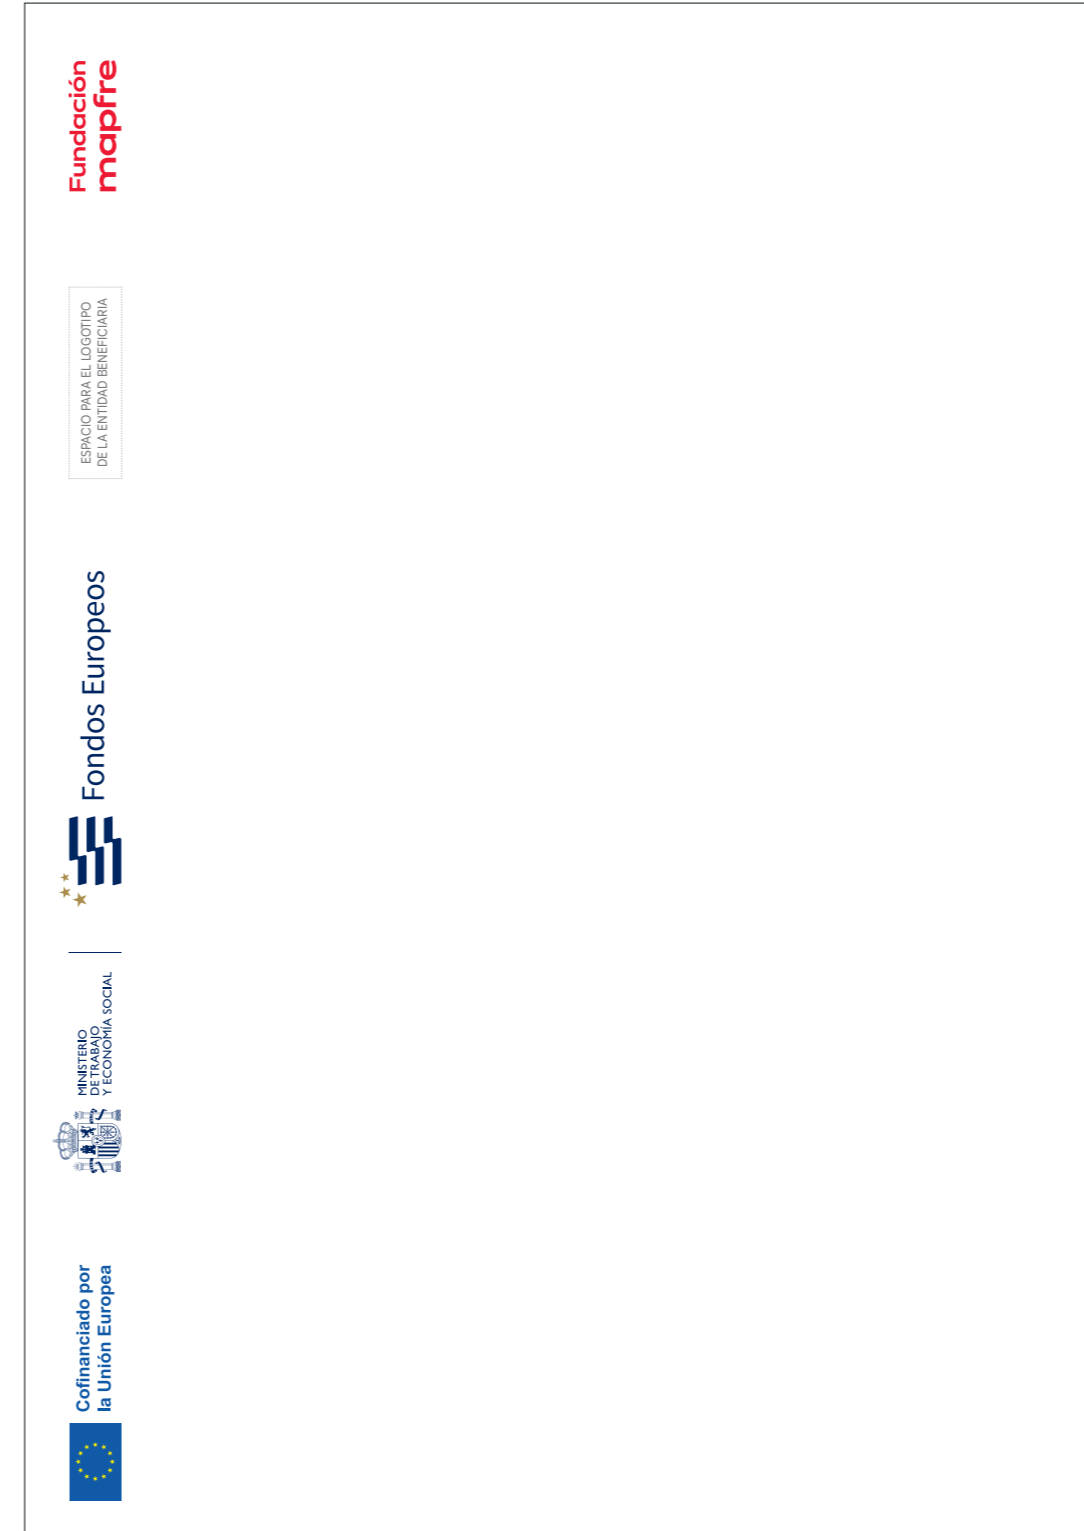 Cofinanciado por
la Unión Europea
MINISTERIO
DE TRABAJO
Y ECONOMÍA SOCIAL
Fondos Europeos
ESPACIO PARA EL LOGOTIPO
DE LA ENTIDAD BENEFICIARIA
Fundación
mapfre